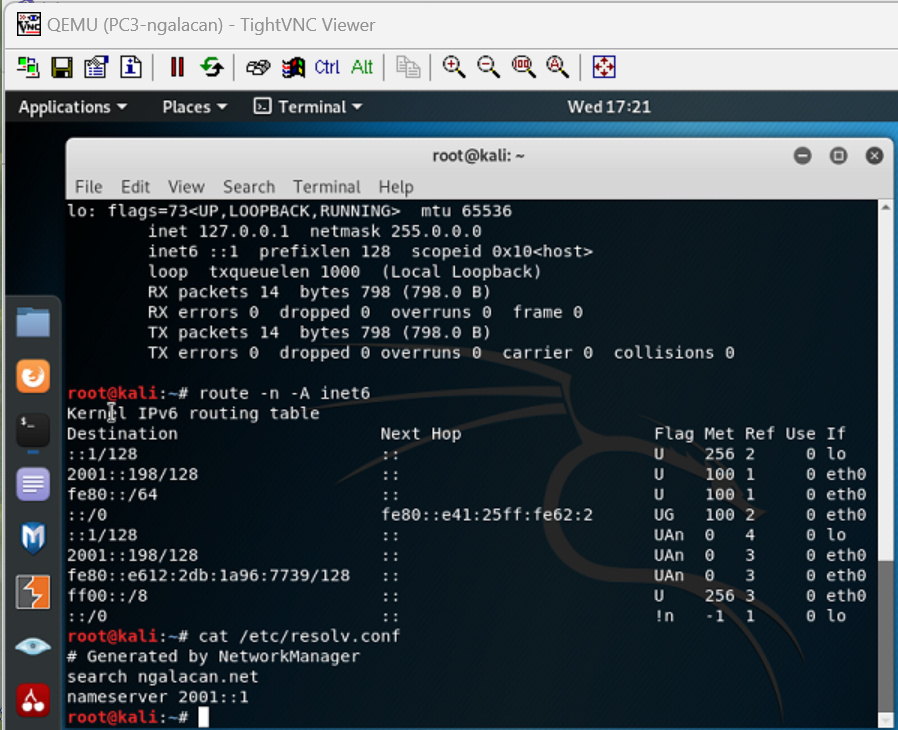 QEMU (PC3-ngalacan) - TightVNC Viewer
Ctrl Alt
Applications Places Terminal Wed 17:21
root@kali: ~
File Edit View Search Terminal Help
lo: flags=73<UP,LOOPBACK,RUNNING>  mtu 65536
inet 127.0.0.1  netmask 255.0.0.0
inet6 ::1  prefixlen 128  scopeid 0x10<host>
loop  txqueuelen 1000  (Local Loopback)
RX packets 14  bytes 798 (798.0 B)
RX errors 0  dropped 0  overruns 0  frame 0
TX packets 14  bytes 798 (798.0 B)
TX errors 0  dropped 0 overruns 0  carrier 0  collisions 0
root@kali:~# route -n -A inet6
Kernel IPv6 routing table
Destination Next Hop Flag Met Ref Use If
::1/128 :: U 256 2 0 lo
2001::198/128 :: U 100 1 0 eth0
fe80::/64 :: U 100 1 0 eth0
::/0 fe80::e41:25ff:fe62:2 UG 100 2 0 eth0
::1/128 :: UAn 0 4 0 lo
2001::198/128 :: UAn 0 3 0 eth0
fe80::e612:2db:1a96:7739/128 :: UAn 0 3 0 eth0
ff00::/8 :: U 256 3 0 eth0
::/0 :: !n -1 1 0 lo
root@kali:~# cat /etc/resolv.conf
# Generated by NetworkManager
search ngalacan.net
nameserver 2001::1
root@kali:~#